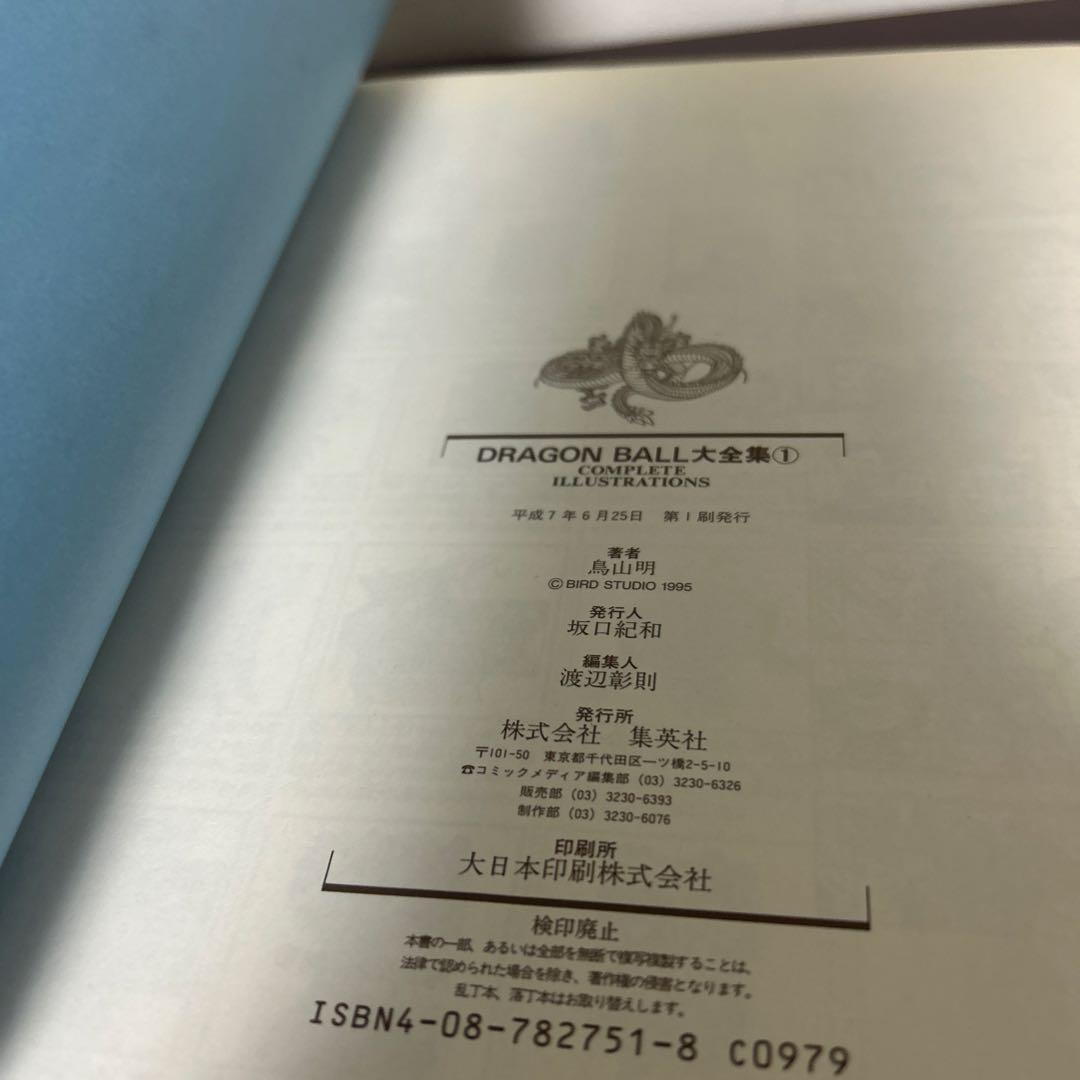 DRAGON BALL大全集①
COMPLETE
ILLUSTRATIONS
平成7年6月25日　第1刷発行
著者
鳥山明
©BIRD STUDIO 1995
発行人
坂口紀和
編集人
渡辺彰則
発行所
株式会社　集英社
〒101-50　東京都千代田区一ツ橋2-5-10
☎コミックメディア編集部（03）3230-6326
販売部（03）3230-6393
制作部（03）3230-6076
印刷所
大日本印刷株式会社
検印廃止
本書の一部、あるいは全部を無断で複写複製することは、
法律で認められた場合を除き、著作権の侵害となります。
乱丁本、落丁本はお取り替えします。
ISBN4-08-782751-8 C0979